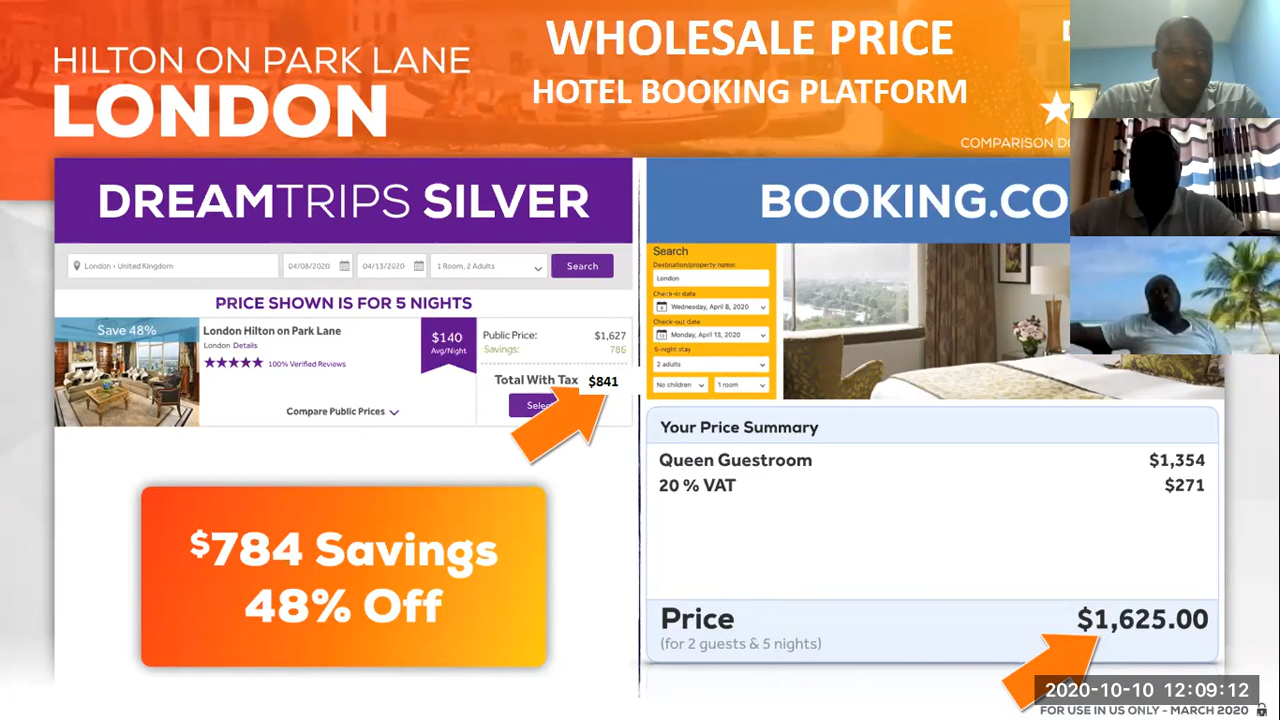 HILTON ON PARK LANE
LONDON
WHOLESALE PRICE
HOTEL BOOKING PLATFORM
COMPARISON
DREAMTRIPS SILVER
London • United Kingdom
04/08/2020
04/13/2020
1 Room, 2 Adults
Search
PRICE SHOWN IS FOR 5 NIGHTS
Save 48%
London Hilton on Park Lane
London Details
100% Verified Reviews
Compare Public Prices
$140
Avg/Night
Public Price: $1,627
Savings: 786
Total With Tax $841
$784 Savings
48% Off
BOOKING.CO
Search
Destination/property name:
London
Check-in date
Wednesday, April 8, 2020
Check-out date
Monday, April 13, 2020
5-night stay
2 adults
No children
1 room
Your Price Summary
Queen Guestroom $1,354
20 % VAT $271
Price $1,625.00
(for 2 guests & 5 nights)
2020-10-10 12:09:12
FOR USE IN US ONLY - MARCH 2020